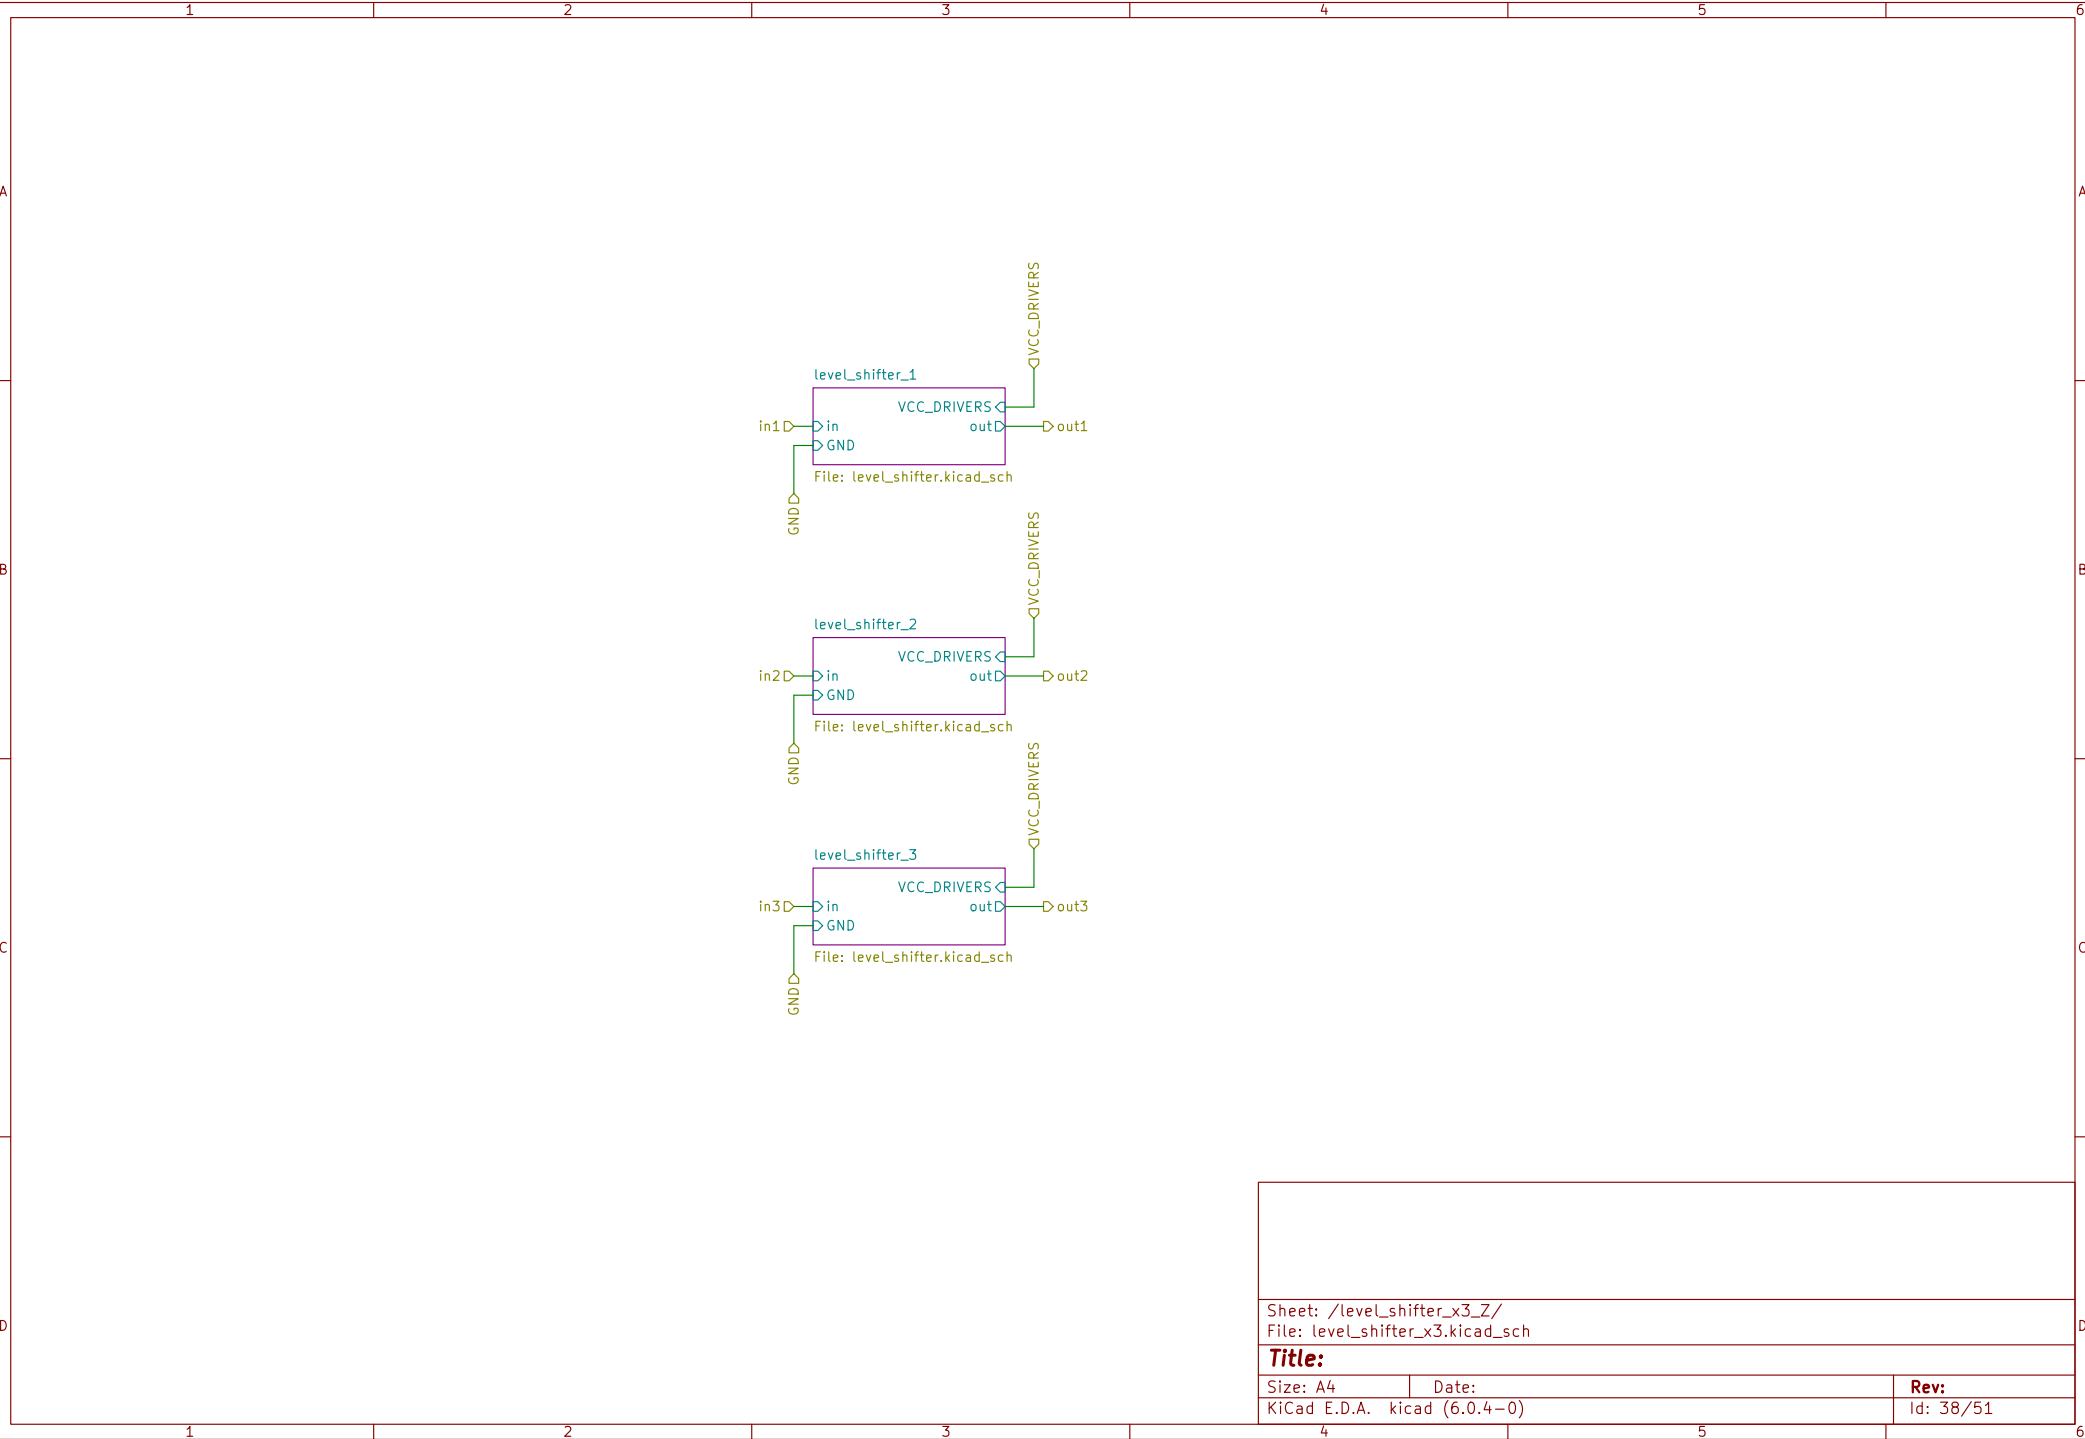 1 2 3 4 5 6
A A
VCC_DRIVERS
level_shifter_1
VCC_DRIVERS
in1 in out out1
GND
File: level_shifter.kicad_sch
GND
B B
VCC_DRIVERS
level_shifter_2
VCC_DRIVERS
in2 in out out2
GND
File: level_shifter.kicad_sch
GND
VCC_DRIVERS
level_shifter_3
VCC_DRIVERS
in3 in out out3
GND
C C
File: level_shifter.kicad_sch
GND
Sheet: /level_shifter_x3_Z/
D D
File: level_shifter_x3.kicad_sch
Title:
Size: A4 Date: Rev:
KiCad E.D.A. kicad (6.0.4-0) Id: 38/51
1 2 3 4 5 6